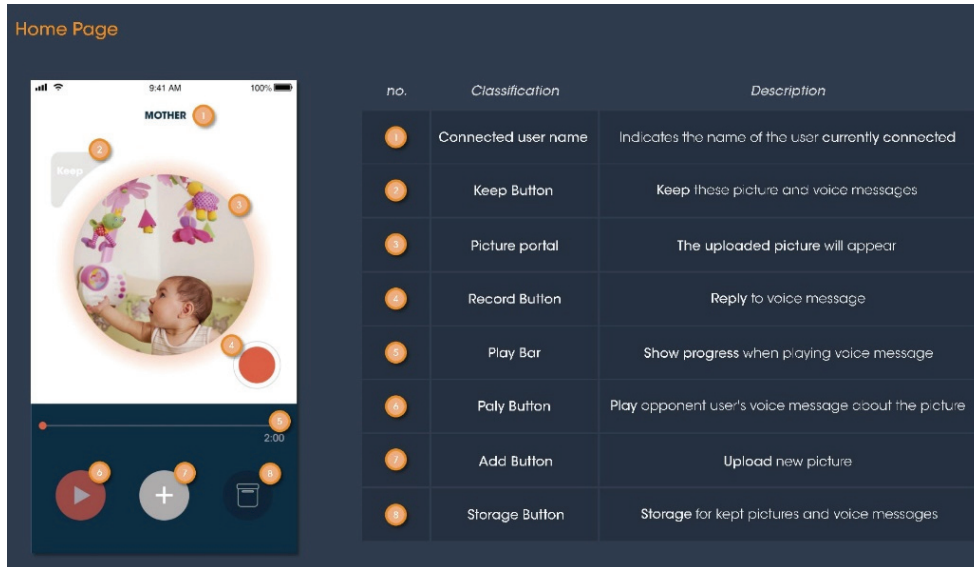 Home Page
9:41 AM
100%
MOTHER
1
2
Keep
3
4
5
2:00
6
7
8
no.
Classification
Description
1
Connected user name
Indicates the name of the user currently connected
2
Keep Button
Keep these picture and voice messages
3
Picture portal
The uploaded picture will appear
4
Record Button
Reply to voice message
5
Play Bar
Show progress when playing voice message
6
Paly Button
Play opponent user's voice message about the picture
7
Add Button
Upload new picture
8
Storage Button
Storage for kept pictures and voice messages